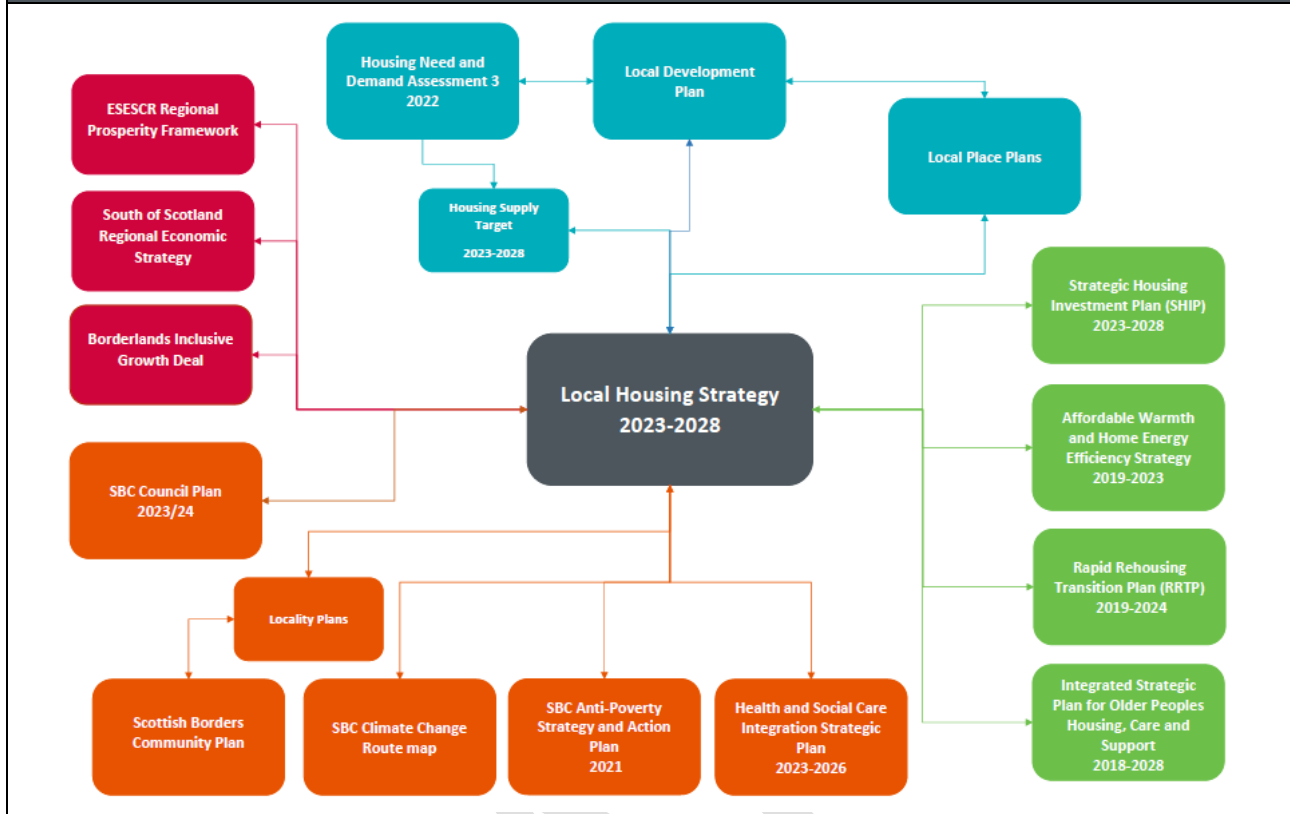 Housing Need and
Demand Assessment 3
2022
Local Development
Plan
ESESCR Regional
Prosperity Framework
Local Place Plans
South of Scotland
Regional Economic
Strategy
Housing Supply
Target
2023-2028
Strategic Housing
Investment Plan (SHIP)
2023-2028
Borderlands Inclusive
Growth Deal
Local Housing Strategy
2023-2028
Affordable Warmth
and Home Energy
Efficiency Strategy
2019-2023
SBC Council Plan
2023/24
Rapid Rehousing
Transition Plan (RRTP)
2019-2024
Locality Plans
Scottish Borders
Community Plan
SBC Climate Change
Route map
SBC Anti-Poverty
Strategy and Action
Plan
2021
Health and Social Care
Integration Strategic
Plan
2023-2026
Integrated Strategic
Plan for Older Peoples
Housing, Care and
Support
2018-2028